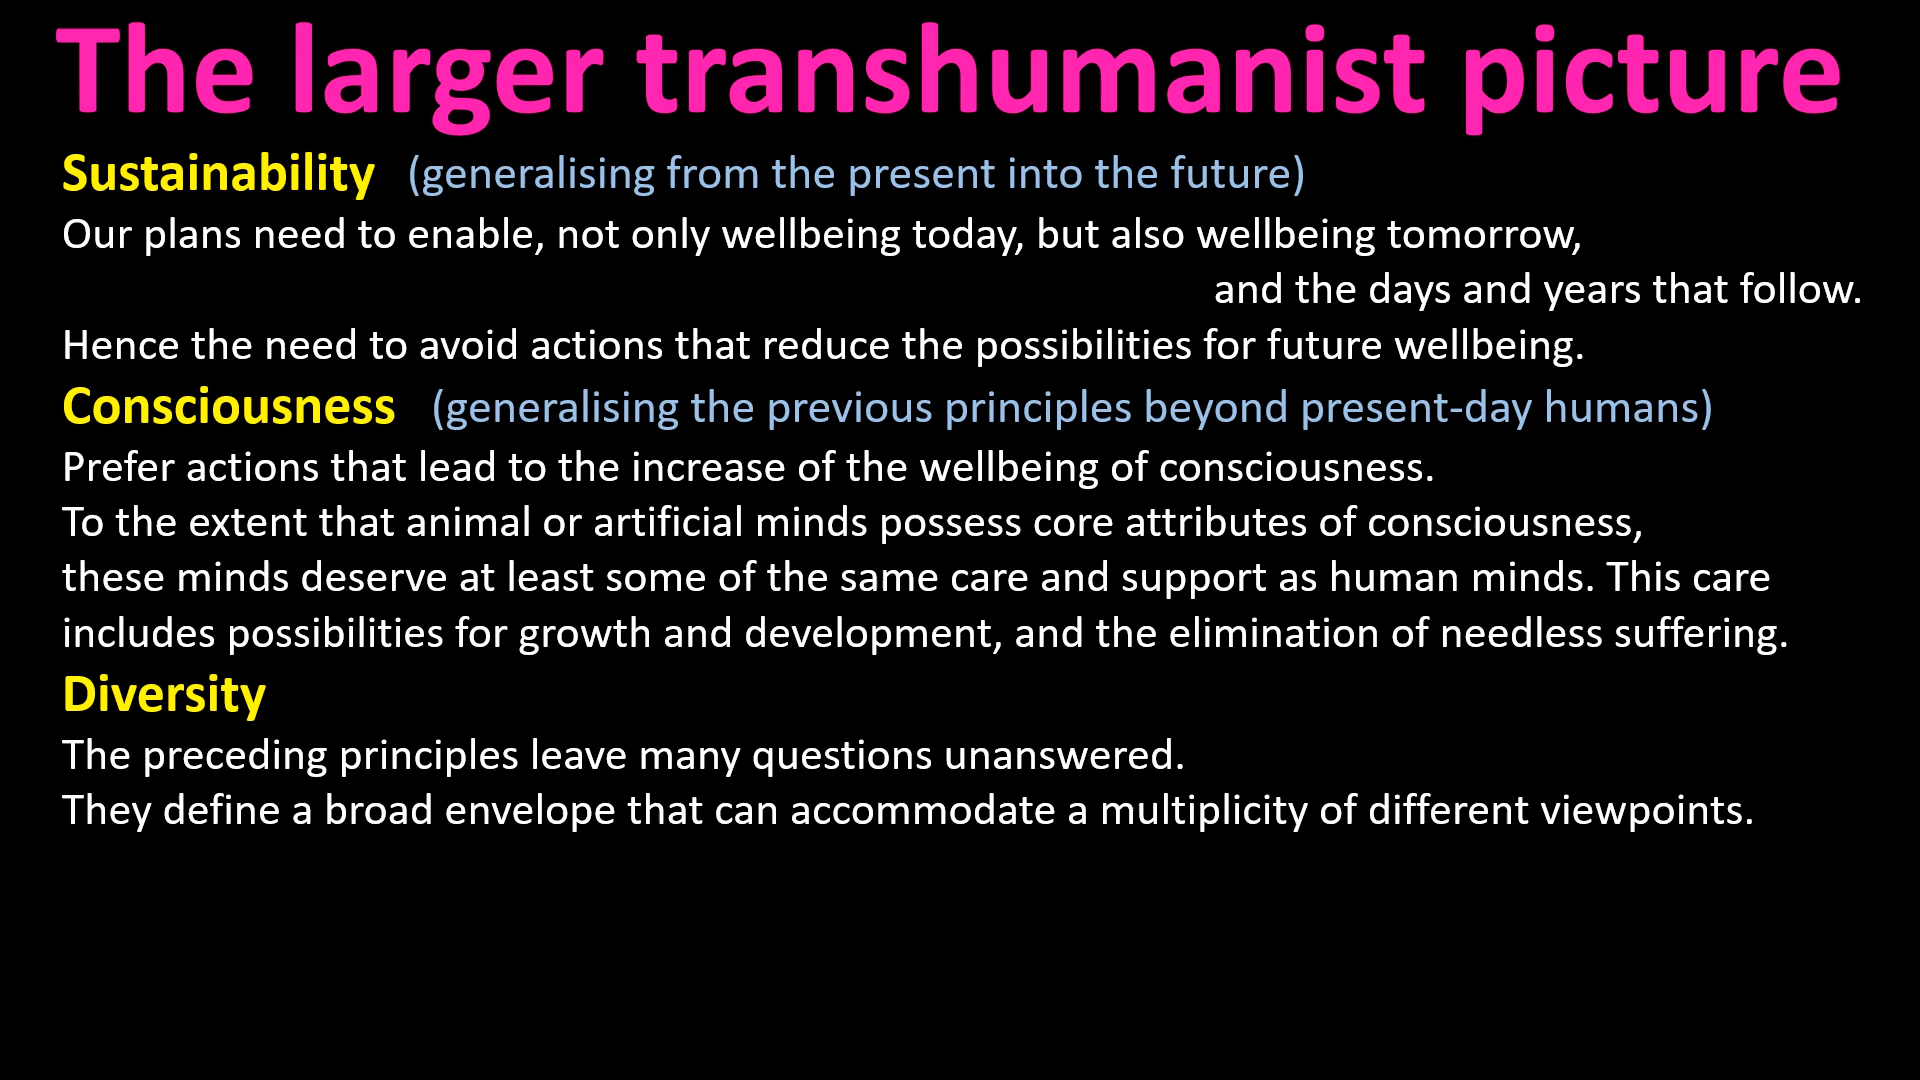 The larger transhumanist picture
Sustainability (generalising from the present into the future)
Our plans need to enable, not only wellbeing today, but also wellbeing tomorrow,
and the days and years that follow.
Hence the need to avoid actions that reduce the possibilities for future wellbeing.
Consciousness (generalising the previous principles beyond present-day humans)
Prefer actions that lead to the increase of the wellbeing of consciousness.
To the extent that animal or artificial minds possess core attributes of consciousness,
these minds deserve at least some of the same care and support as human minds. This care
includes possibilities for growth and development, and the elimination of needless suffering.
Diversity
The preceding principles leave many questions unanswered.
They define a broad envelope that can accommodate a multiplicity of different viewpoints.